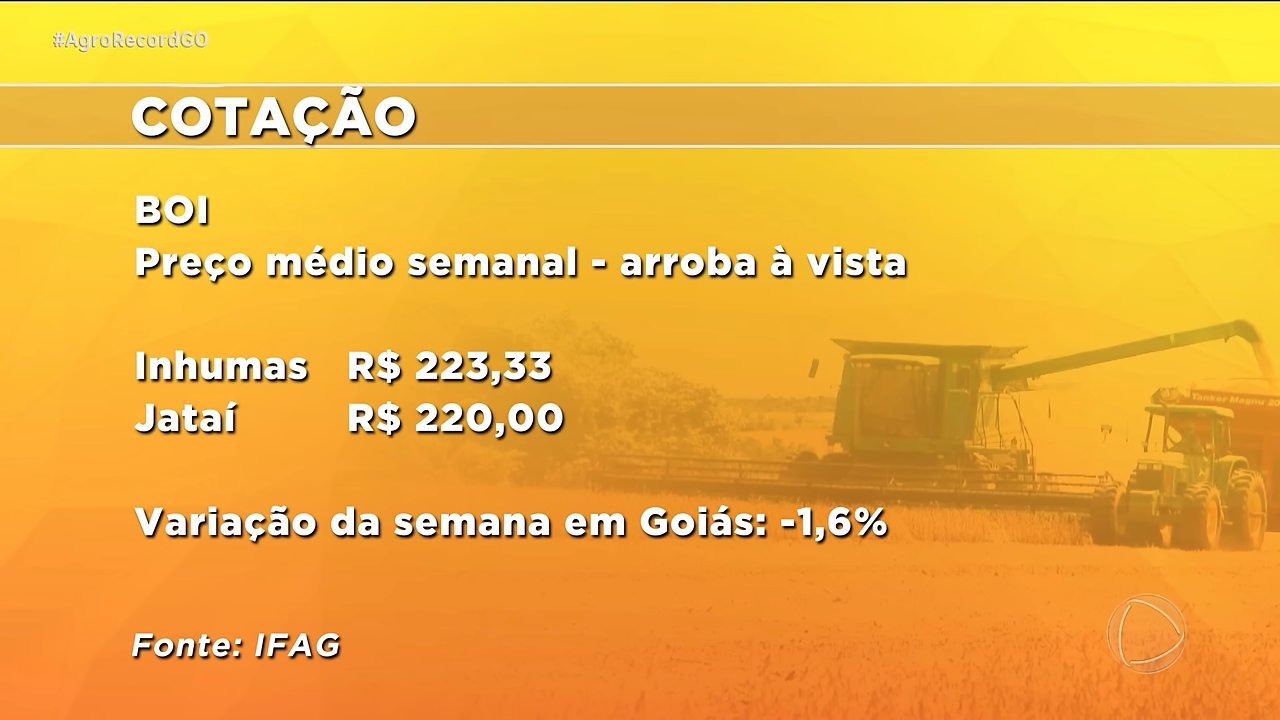 #AgroRecordGO
COTAÇÃO
BOI
Preço médio semanal - arroba à vista
Inhumas R$ 223,33
Jataí R$ 220,00
Variação da semana em Goiás: -1,6%
Fonte: IFAG